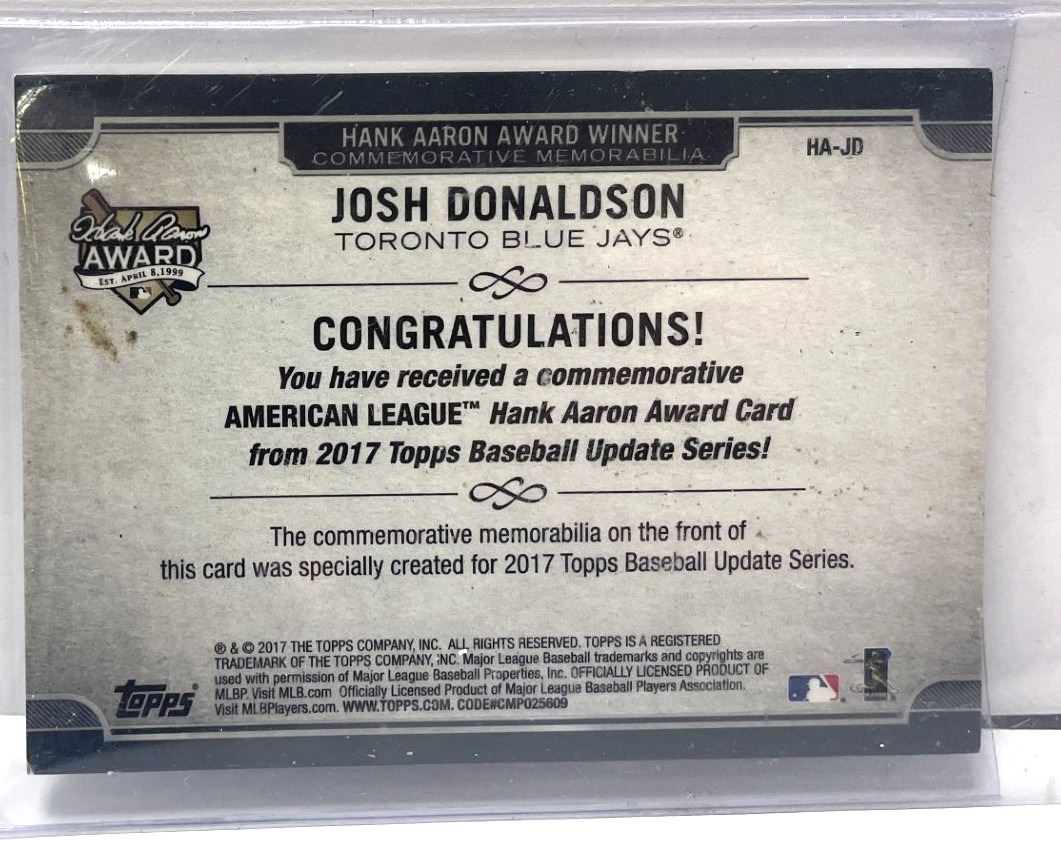 HANK AARON AWARD WINNER
COMMEMORATIVE MEMORABILIA
HA-JD
JOSH DONALDSON
TORONTO BLUE JAYS®
Hank Aaron
AWARD
EST. APRIL 8, 1999
CONGRATULATIONS!
You have received a commemorative
AMERICAN LEAGUE™ Hank Aaron Award Card
from 2017 Topps Baseball Update Series!
The commemorative memorabilia on the front of
this card was specially created for 2017 Topps Baseball Update Series.
® & © 2017 THE TOPPS COMPANY, INC. ALL RIGHTS RESERVED. TOPPS IS A REGISTERED
TRADEMARK OF THE TOPPS COMPANY, INC. Major League Baseball trademarks and copyrights are
used with permission of Major League Baseball Properties, Inc. OFFICIALLY LICENSED PRODUCT OF
MLBP. Visit MLB.com Officially Licensed Product of Major League Baseball Players Association.
Visit MLBPlayers.com. WWW.TOPPS.COM. CODE#CMP025609
topps